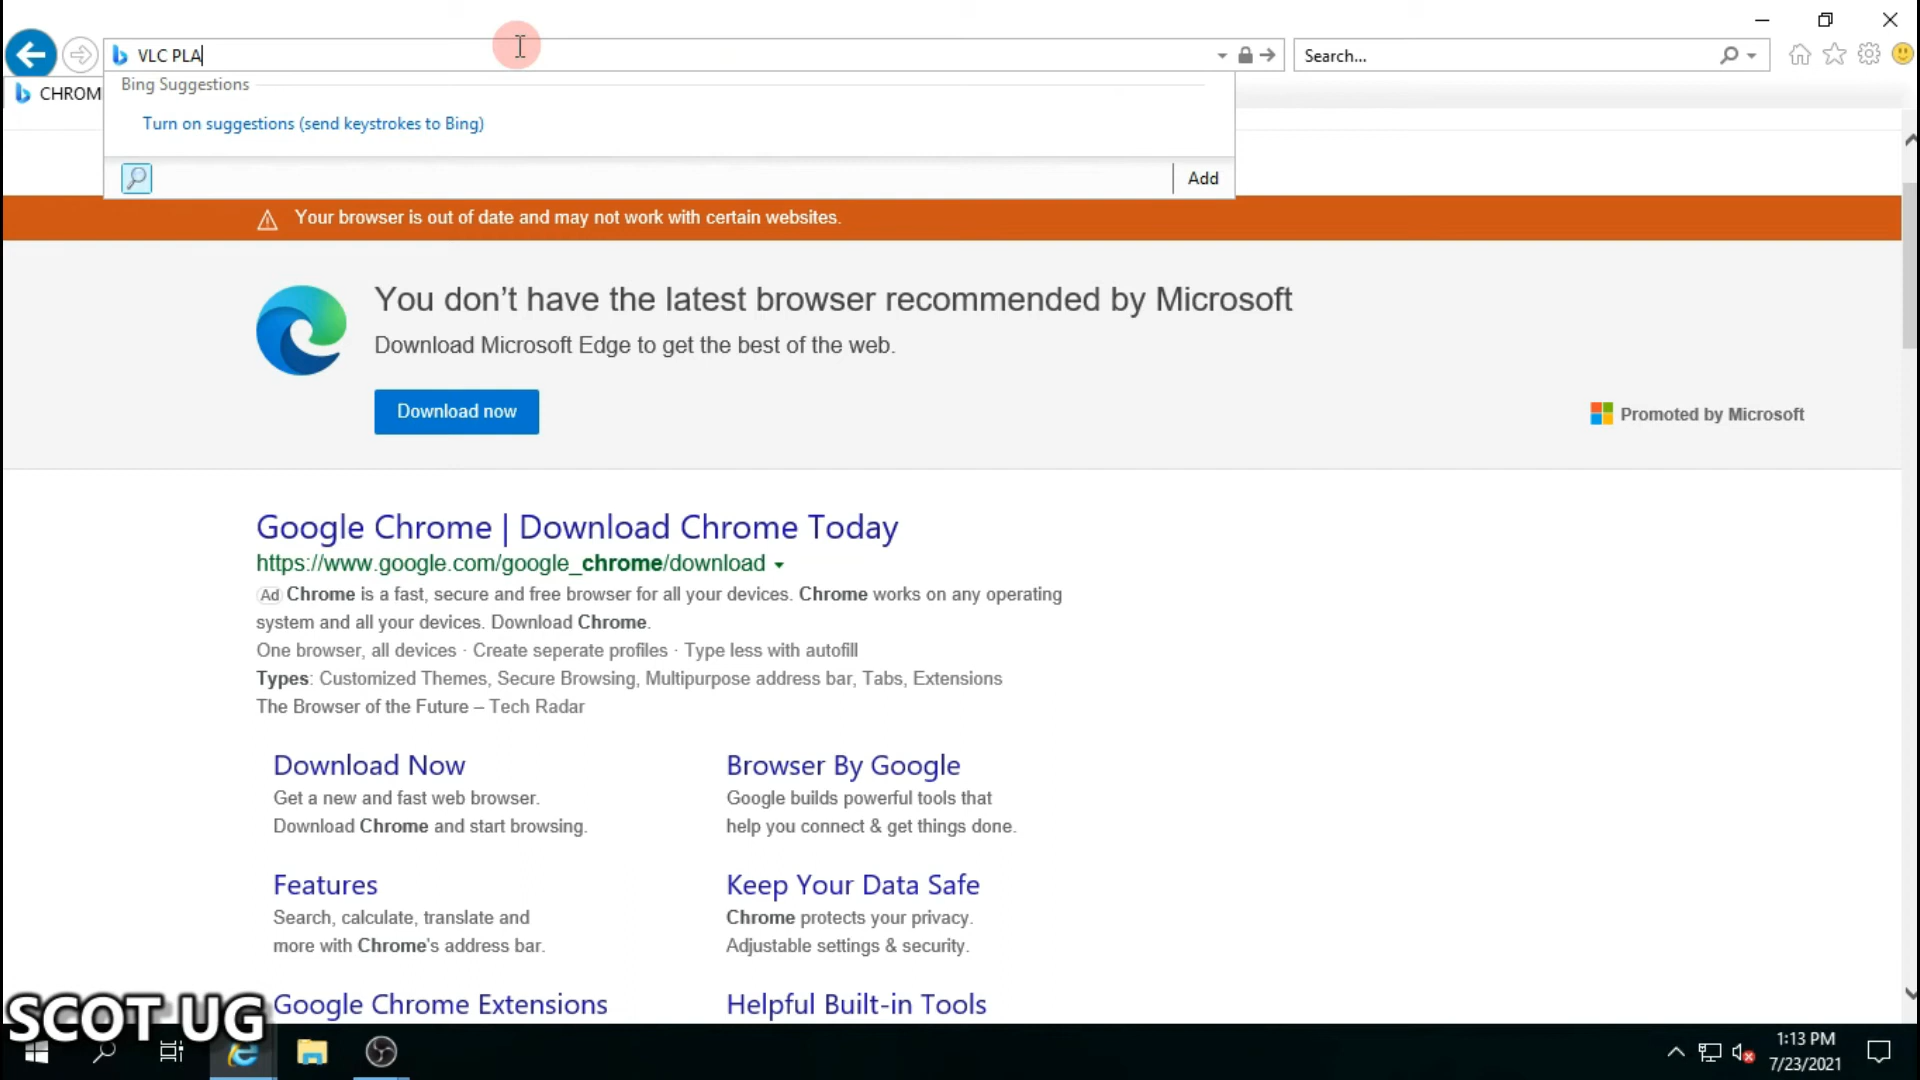 VLC PLA
Search...
CHROM
Bing Suggestions
Turn on suggestions (send keystrokes to Bing)
Add
Your browser is out of date and may not work with certain websites.
You don't have the latest browser recommended by Microsoft
Download Microsoft Edge to get the best of the web.
Download now
Promoted by Microsoft
Google Chrome | Download Chrome Today
https://www.google.com/google_chrome/download
Ad Chrome is a fast, secure and free browser for all your devices. Chrome works on any operating
system and all your devices. Download Chrome.
One browser, all devices · Create seperate profiles · Type less with autofill
Types: Customized Themes, Secure Browsing, Multipurpose address bar, Tabs, Extensions
The Browser of the Future – Tech Radar
Download Now
Get a new and fast web browser.
Download Chrome and start browsing.
Browser By Google
Google builds powerful tools that
help you connect & get things done.
Features
Search, calculate, translate and
more with Chrome's address bar.
Keep Your Data Safe
Chrome protects your privacy.
Adjustable settings & security.
Google Chrome Extensions
Helpful Built-in Tools
SCOT UG
1:13 PM
7/23/2021